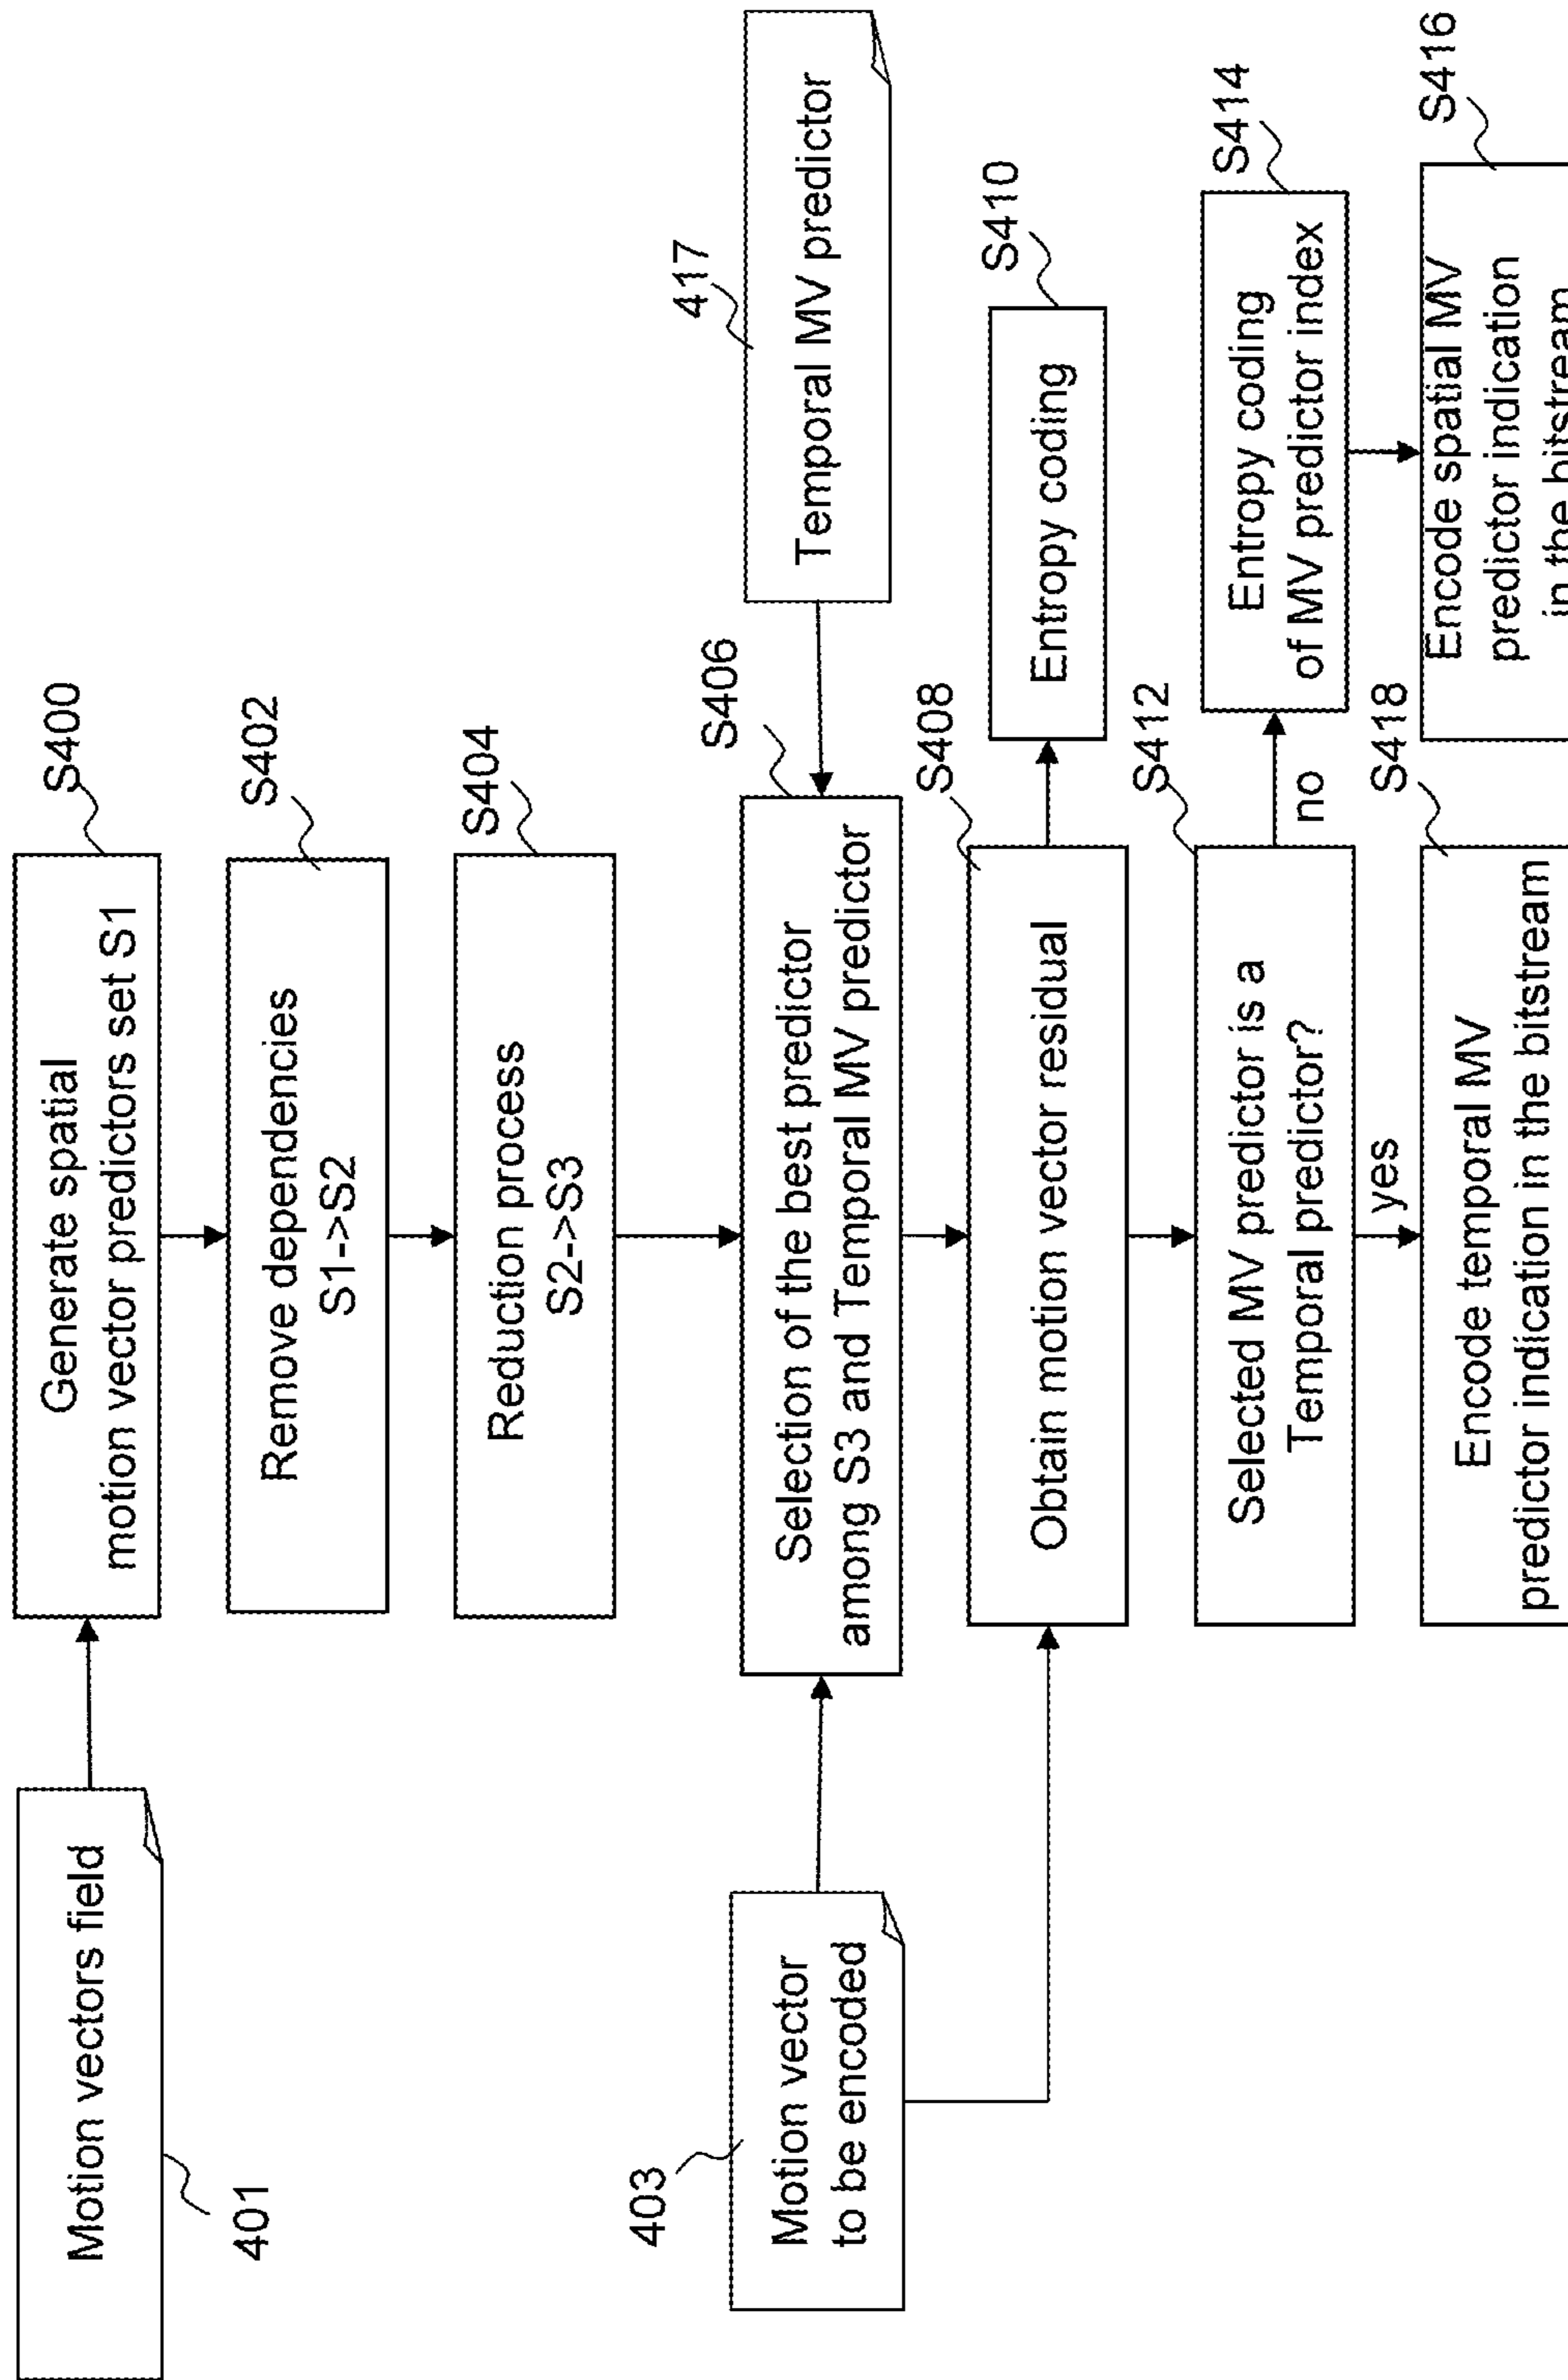 Motion vectors field
401
Generate spatial
motion vector predictors set S1
S400
Remove dependencies
S1->S2
S402
Reduction process
S2->S3
S404
403
Motion vector
to be encoded
Selection of the best predictor
among S3 and Temporal MV predictor
S406
417
Temporal MV predictor
Obtain motion vector residual
S408
Entropy coding
S410
Selected MV predictor is a
Temporal predictor?
S412
no
yes
Entropy coding
of MV predictor index
S414
Encode temporal MV
predictor indication in the bitstream
S418
Encode spatial MV
predictor indication
in the bitstream
S416